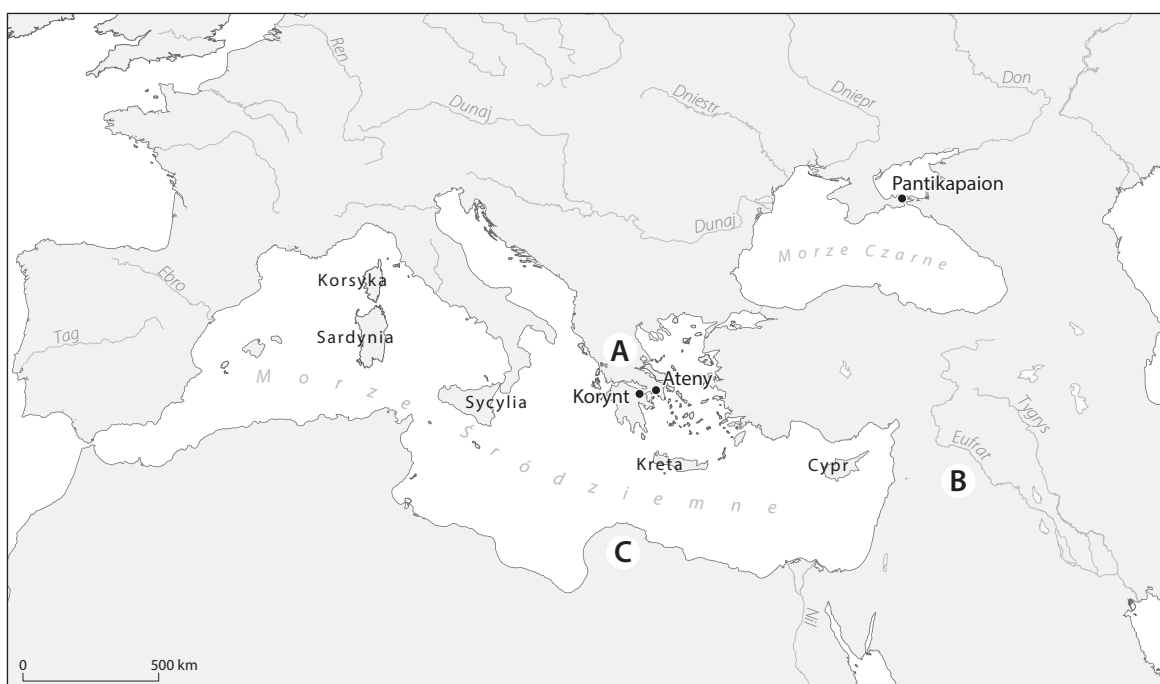 Ren
Don
Dunaj
Dniestr
Dniepr
Pantikapaion
Dunaj
Morze Czarne
Ebro
Korsyka
Tag
Sardynia
A
Ateny
Korynt
Sycylia
Tygrys
Eufrat
Kreta
Cypr
B
Morze Śródziemne
C
Nil
0 500 km